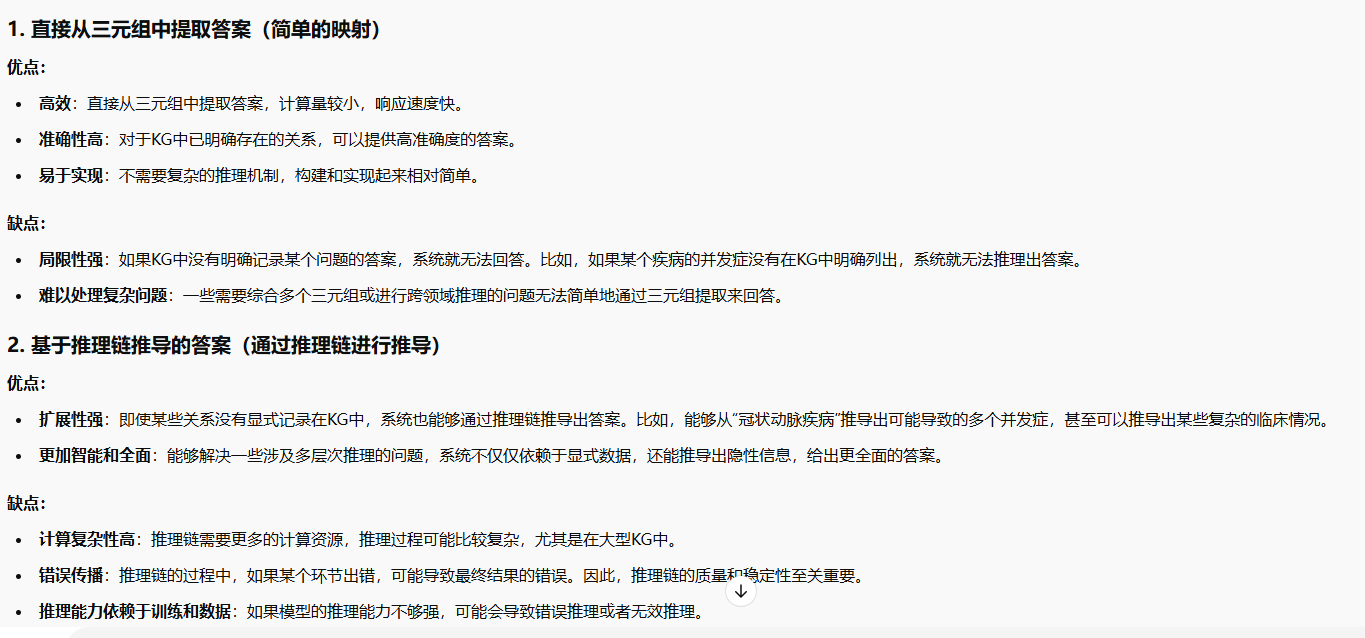 1. 直接从三元组中提取答案（简单的映射）
优点：
• 高效：直接从三元组中提取答案，计算量较小，响应速度快。
• 准确性高：对于KG中已明确存在的关系，可以提供高准确度的答案。
• 易于实现：不需要复杂的推理机制，构建和实现起来相对简单。
缺点：
• 局限性强：如果KG中没有明确记录某个问题的答案，系统就无法回答。比如，如果某个疾病的并发症没有在KG中明确列出，系统就无法推理出答案。
• 难以处理复杂问题：一些需要综合多个三元组或进行跨领域推理的问题无法简单地通过三元组提取来回答。
2. 基于推理链推导的答案（通过推理链进行推导）
优点：
• 扩展性强：即使某些关系没有显式记录在KG中，系统也能够通过推理链推导出答案。比如，能够从“冠状动脉疾病”推导出可能导致的多个并发症，甚至可以推导出某些复杂的临床情况。
• 更加智能和全面：能够解决一些涉及多层次推理的问题，系统不仅仅依赖于显式数据，还能推导出隐性信息，给出更全面的答案。
缺点：
• 计算复杂性高：推理链需要更多的计算资源，推理过程可能比较复杂，尤其是在大型KG中。
• 错误传播：推理链的过程中，如果某个环节出错，可能导致最终结果的错误。因此，推理链的质量和稳定性至关重要。
• 推理能力依赖于训练和数据：如果模型的推理能力不够强，可能会导致错误推理或者无效推理。